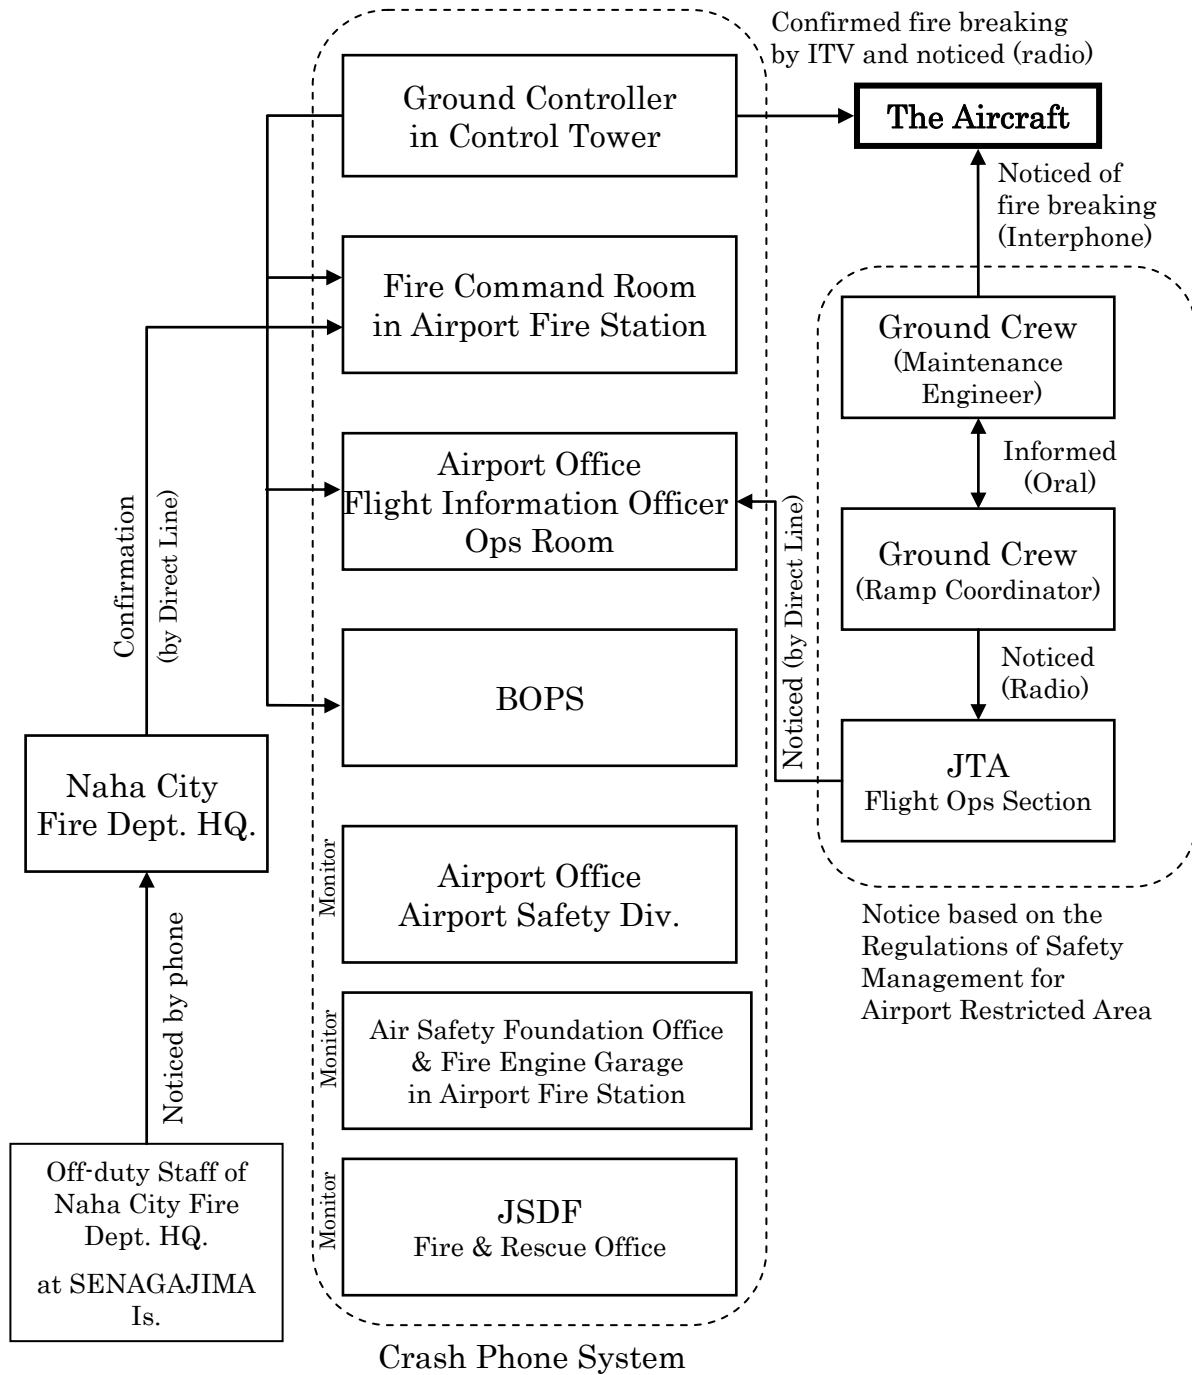 Confirmed fire breaking
by ITV and noticed (radio)
Ground Controller
in Control Tower
The Aircraft
Noticed of
fire breaking
(Interphone)
Fire Command Room
in Airport Fire Station
Ground Crew
(Maintenance
Engineer)
Informed
(Oral)
Airport Office
Flight Information Officer
Ops Room
Confirmation
(by Direct Line)
Noticed (by Direct Line)
Ground Crew
(Ramp Coordinator)
Noticed
(Radio)
BOPS
JTA
Flight Ops Section
Naha City
Fire Dept. HQ.
Monitor
Airport Office
Airport Safety Div.
Notice based on the
Regulations of Safety
Management for
Airport Restricted Area
Noticed by phone
Monitor
Air Safety Foundation Office
& Fire Engine Garage
in Airport Fire Station
Off-duty Staff of
Naha City Fire
Dept. HQ.
at SENAGAJIMA
Is.
Monitor
JSDF
Fire & Rescue Office
Crash Phone System